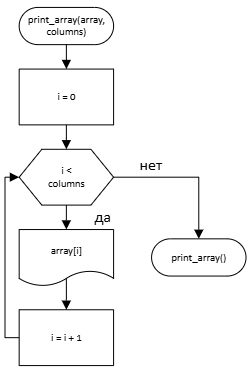 print_array(array,
columns)
i = 0
i <
columns
нет
да
array[i]
print_array()
i = i + 1